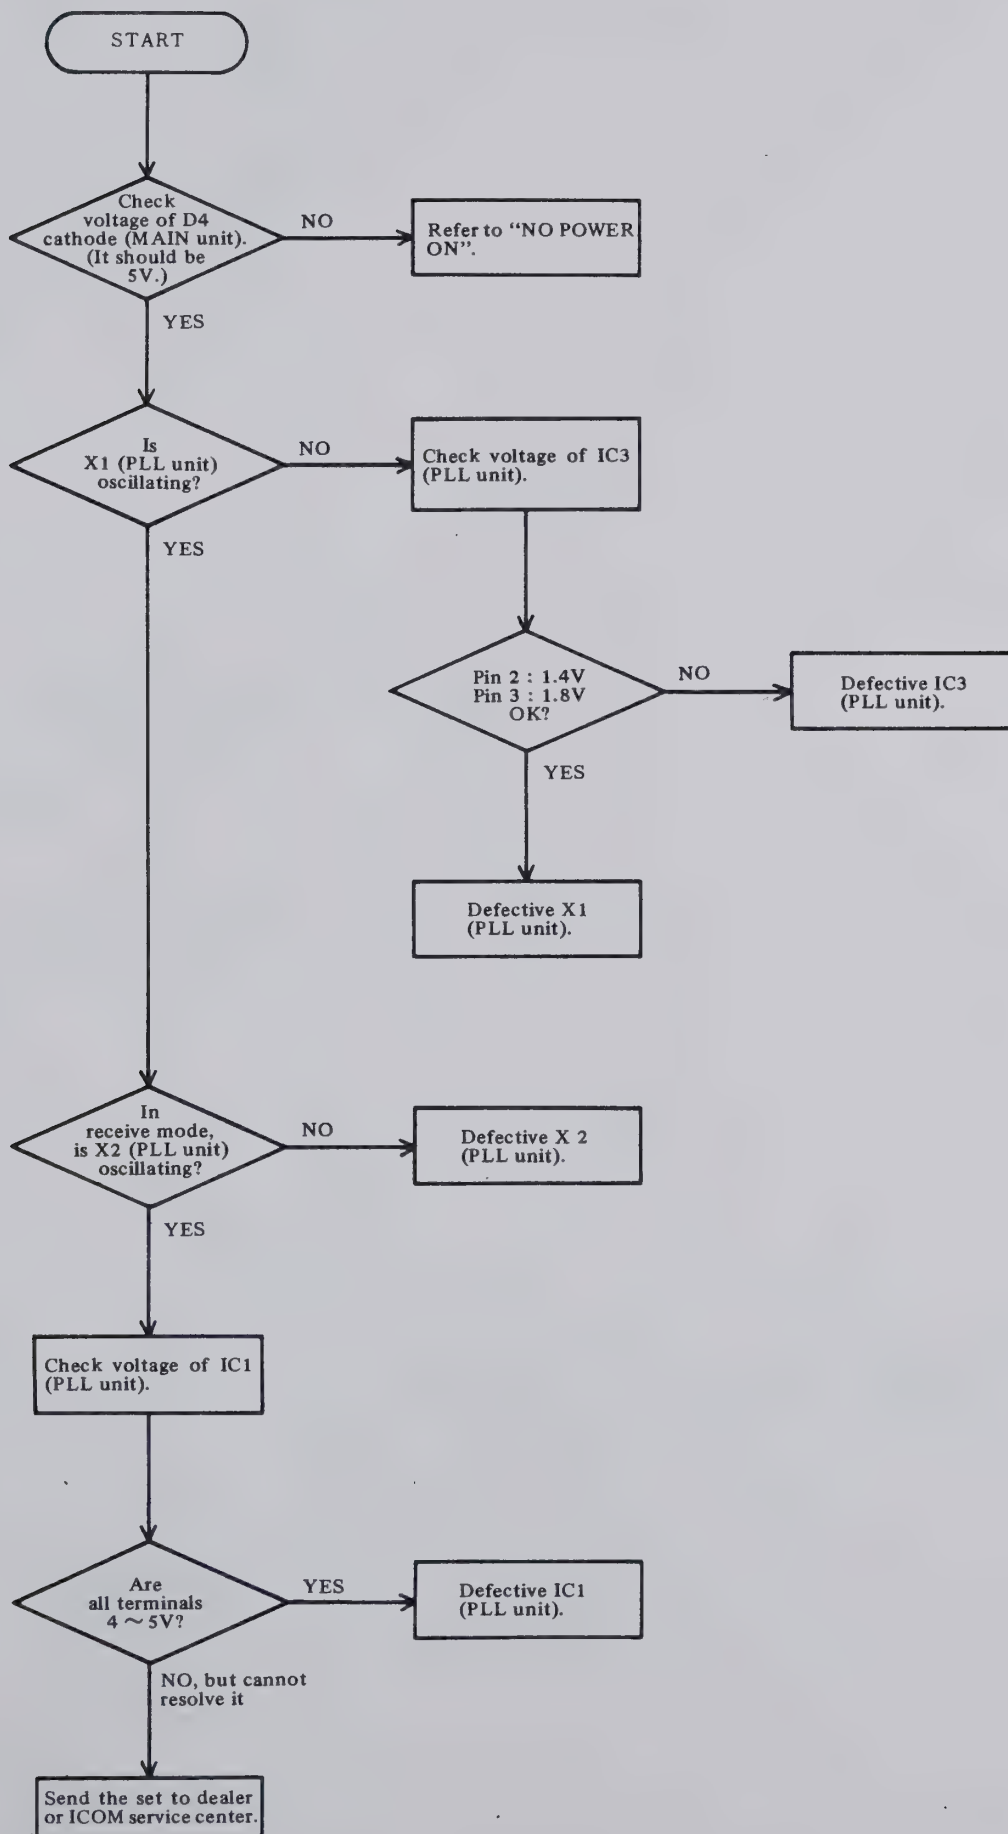 START
Check
voltage of D4
cathode (MAIN unit).
(It should be
5V.)
NO
Refer to “NO POWER
ON”.
YES
Is
X1 (PLL unit)
oscillating?
NO
Check voltage of IC3
(PLL unit).
YES
Pin 2 : 1.4V
Pin 3 : 1.8V
OK?
NO
Defective IC3
(PLL unit).
YES
Defective X1
(PLL unit).
In
receive mode,
is X2 (PLL unit)
oscillating?
NO
Defective X 2
(PLL unit).
YES
Check voltage of IC1
(PLL unit).
Are
all terminals
4 ～ 5V?
YES
Defective IC1
(PLL unit).
NO, but cannot
resolve it
Send the set to dealer
or ICOM service center.